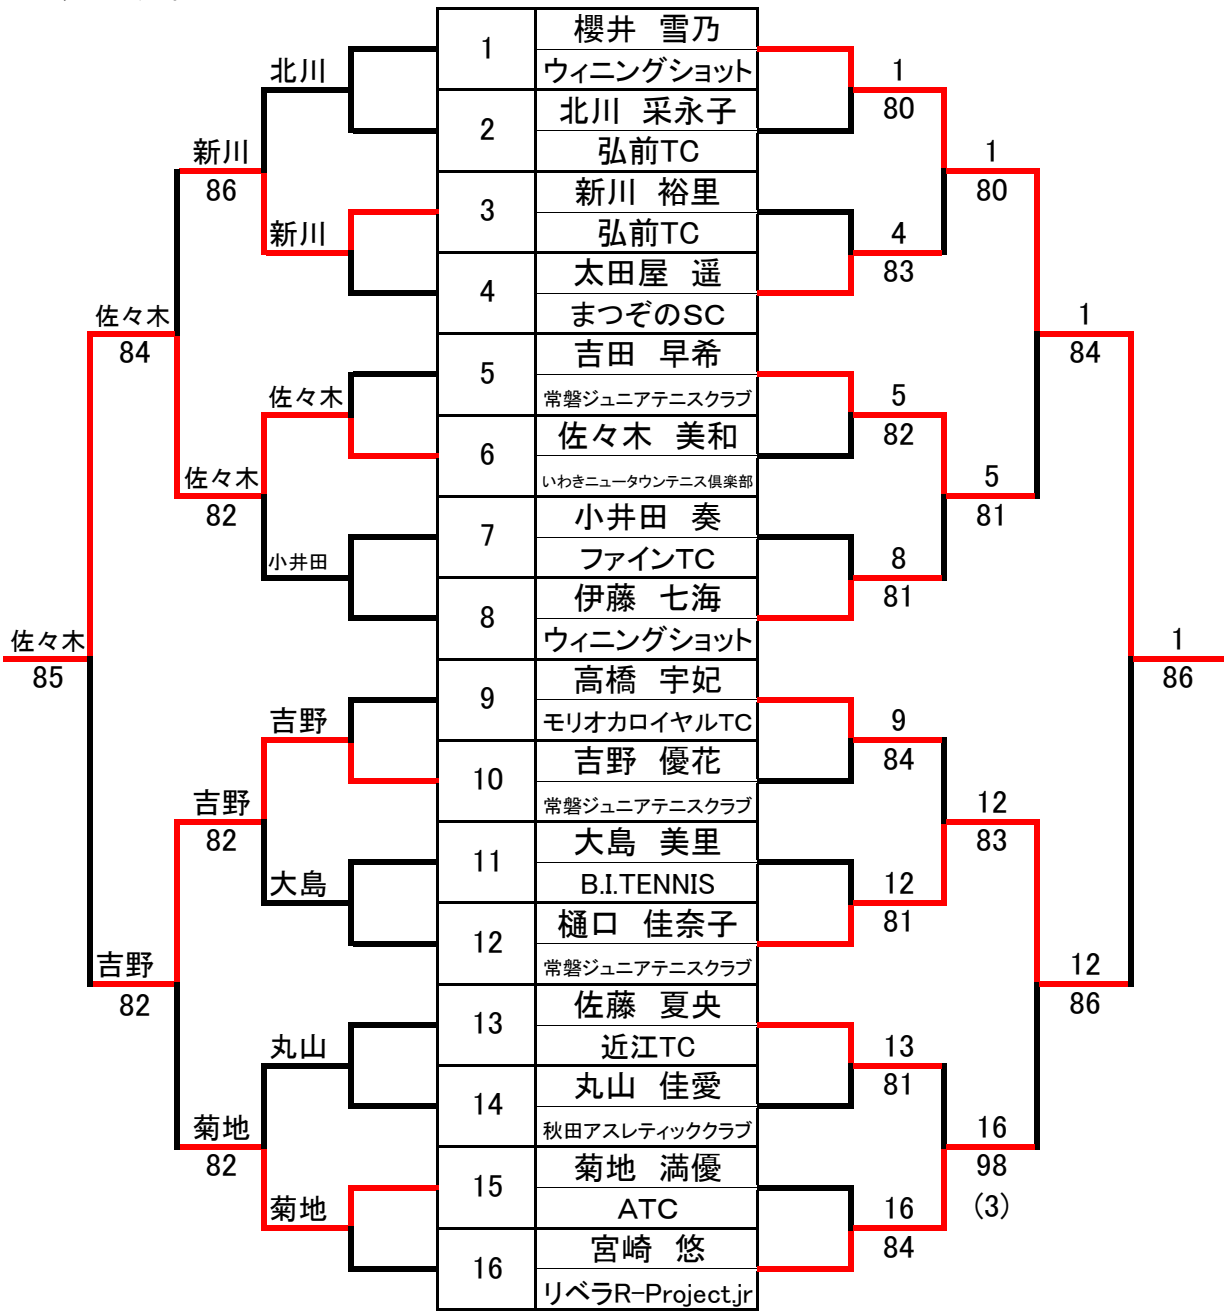 1
櫻井 雪乃
ウィニングショット
2
北川 采永子
弘前TC
3
新川 裕里
弘前TC
4
太田屋 遥
まつぞのSC
5
吉田 早希
常磐ジュニアテニスクラブ
6
佐々木 美和
いわきニュータウンテニス倶楽部
7
小井田 奏
ファインTC
8
伊藤 七海
ウィニングショット
9
高橋 宇妃
モリオカロイヤルTC
10
吉野 優花
常磐ジュニアテニスクラブ
11
大島 美里
B.I.TENNIS
12
樋口 佳奈子
常磐ジュニアテニスクラブ
13
佐藤 夏央
近江TC
14
丸山 佳愛
秋田アスレティッククラブ
15
菊地 満優
ATC
16
宮崎 悠
リベラR-Project.jr
北川
新川
86
新川
佐々木
84
佐々木
佐々木
82
小井田
佐々木
85
吉野
吉野
82
大島
吉野
82
丸山
菊地
82
菊地
1
80
1
80
4
83
1
84
5
82
5
81
8
81
1
86
9
84
12
83
12
81
12
86
13
81
16
98
(3)
16
84